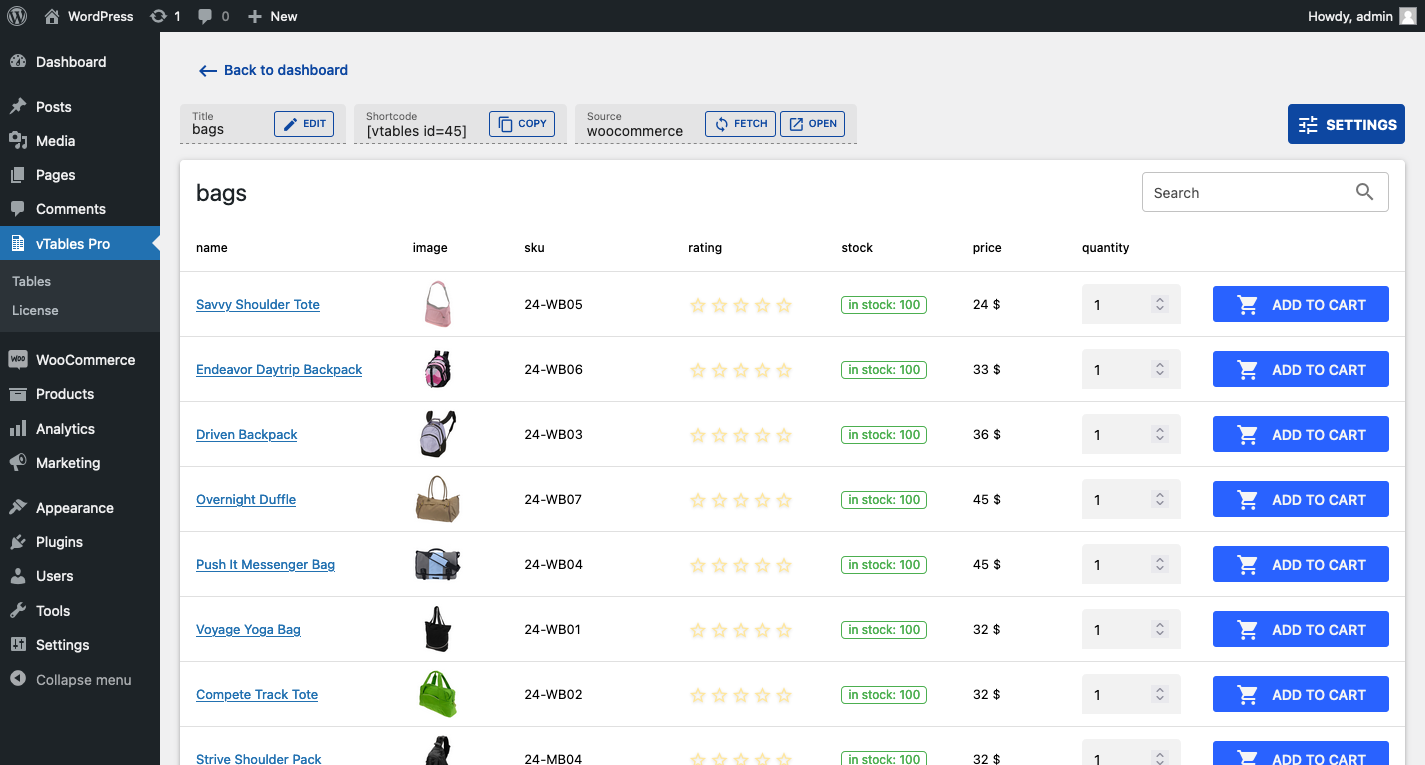 WordPress 1 0 New Howdy, admin
Dashboard
Posts
Media
Pages
Comments
vTables Pro
Tables
License
WooCommerce
Products
Analytics
Marketing
Appearance
Plugins
Users
Tools
Settings
Collapse menu
Back to dashboard
Title
bags
EDIT
Shortcode
[vtables id=45]
COPY
Source
woocommerce
FETCH
OPEN
SETTINGS
bags
Search
name image sku rating stock price quantity
Savvy Shoulder Tote 24-WB05 in stock: 100 24 $ 1 ADD TO CART
Endeavor Daytrip Backpack 24-WB06 in stock: 100 33 $ 1 ADD TO CART
Driven Backpack 24-WB03 in stock: 100 36 $ 1 ADD TO CART
Overnight Duffle 24-WB07 in stock: 100 45 $ 1 ADD TO CART
Push It Messenger Bag 24-WB04 in stock: 100 45 $ 1 ADD TO CART
Voyage Yoga Bag 24-WB01 in stock: 100 32 $ 1 ADD TO CART
Compete Track Tote 24-WB02 in stock: 100 32 $ 1 ADD TO CART
Strive Shoulder Pack 24-MB04 in stock: 100 32 $ 1 ADD TO CART